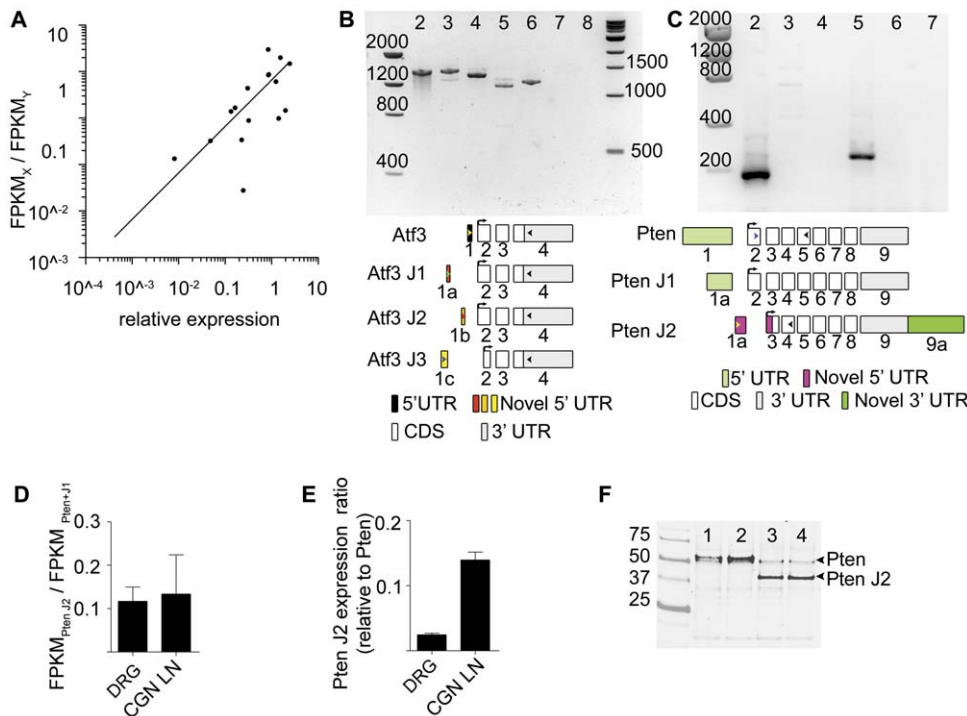 A
FPKM_X / FPKM_Y
10
1
0.1
10^-2
10^-3
10^-4 10^-3 10^-2 0.1 1 10
relative expression
B
2 3 4 5 6 7 8
2000
1200
800
400
1500
1000
500
Atf3
1 2 3 4
Atf3 J1
1a 2 3 4
Atf3 J2
1b 2 3 4
Atf3 J3
1c 2 3 4
5'UTR Novel 5' UTR
CDS 3' UTR
C
2 3 4 5 6 7
2000
1200
800
400
200
Pten
1 2 3 4 5 6 7 8 9
Pten J1
1a 2 3 4 5 6 7 8 9
Pten J2
1a 3 4 5 6 7 8 9 9a
5' UTR Novel 5' UTR
CDS 3' UTR Novel 3' UTR
D
FPKM_Pten J2 / FPKM_Pten+J1
0.3
0.2
0.1
DRG
CGN LN
E
Pten J2 expression ratio
(relative to Pten)
0.2
0.1
DRG
CGN LN
F
1 2 3 4
75
50
37
25
Pten
Pten J2